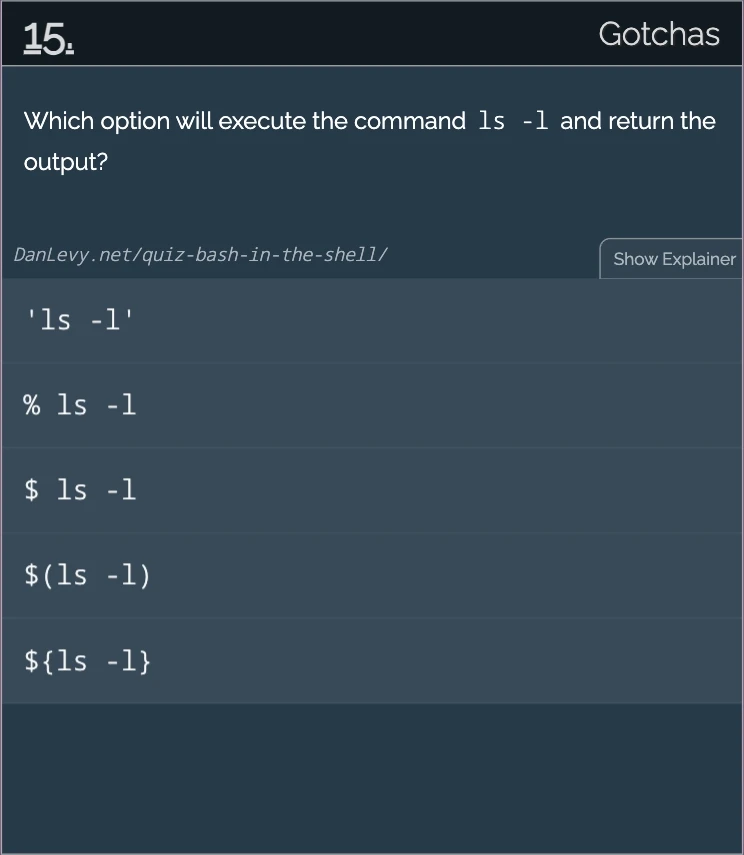 15.
Gotchas
Which option will execute the command ls -l and return the
output?
DanLevy.net/quiz-bash-in-the-shell/
Show Explainer
'ls -l'
% ls -l
$ ls -l
$(ls -l)
${ls -l}